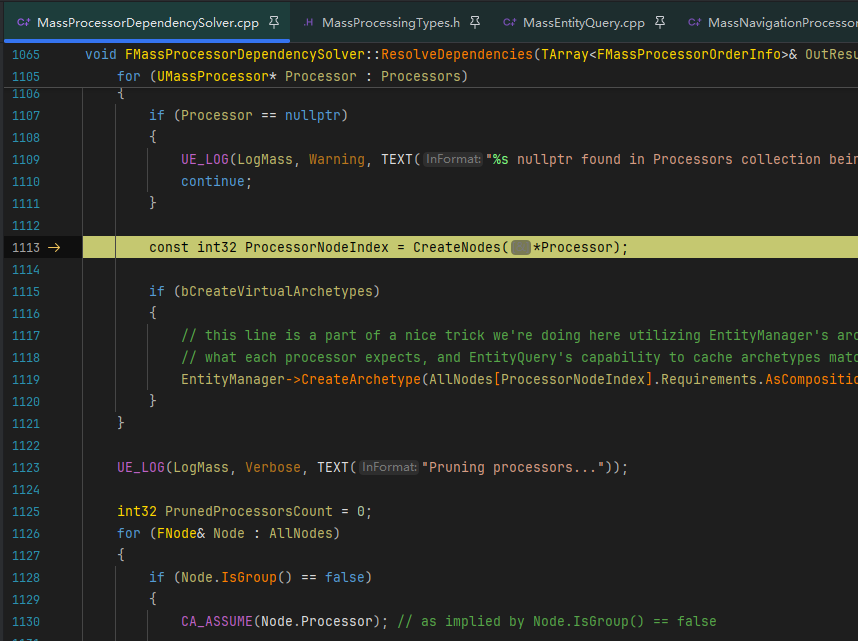 C+ MassProcessorDependencySolver.cpp .H MassProcessingTypes.h C+ MassEntityQuery.cpp C+ MassNavigationProcessor
1065 void FMassProcessorDependencySolver::ResolveDependencies(TArray<FMassProcessorOrderInfo>& OutResu
1105 for (UMassProcessor* Processor : Processors)
1106 {
1107 if (Processor == nullptr)
1108 {
1109 UE_LOG(LogMass, Warning, TEXT( InFormat: "%s nullptr found in Processors collection bein
1110 continue;
1111 }
1112
1113 → const int32 ProcessorNodeIndex = CreateNodes( *Processor);
1114
1115 if (bCreateVirtualArchetypes)
1116 {
1117 // this line is a part of a nice trick we're doing here utilizing EntityManager's arc
1118 // what each processor expects, and EntityQuery's capability to cache archetypes matc
1119 EntityManager->CreateArchetype(AllNodes[ProcessorNodeIndex].Requirements.AsCompositio
1120 }
1121 }
1122
1123 UE_LOG(LogMass, Verbose, TEXT( InFormat: "Pruning processors..."));
1124
1125 int32 PrunedProcessorsCount = 0;
1126 for (FNode& Node : AllNodes)
1127 {
1128 if (Node.IsGroup() == false)
1129 {
1130 CA_ASSUME(Node.Processor); // as implied by Node.IsGroup() == false